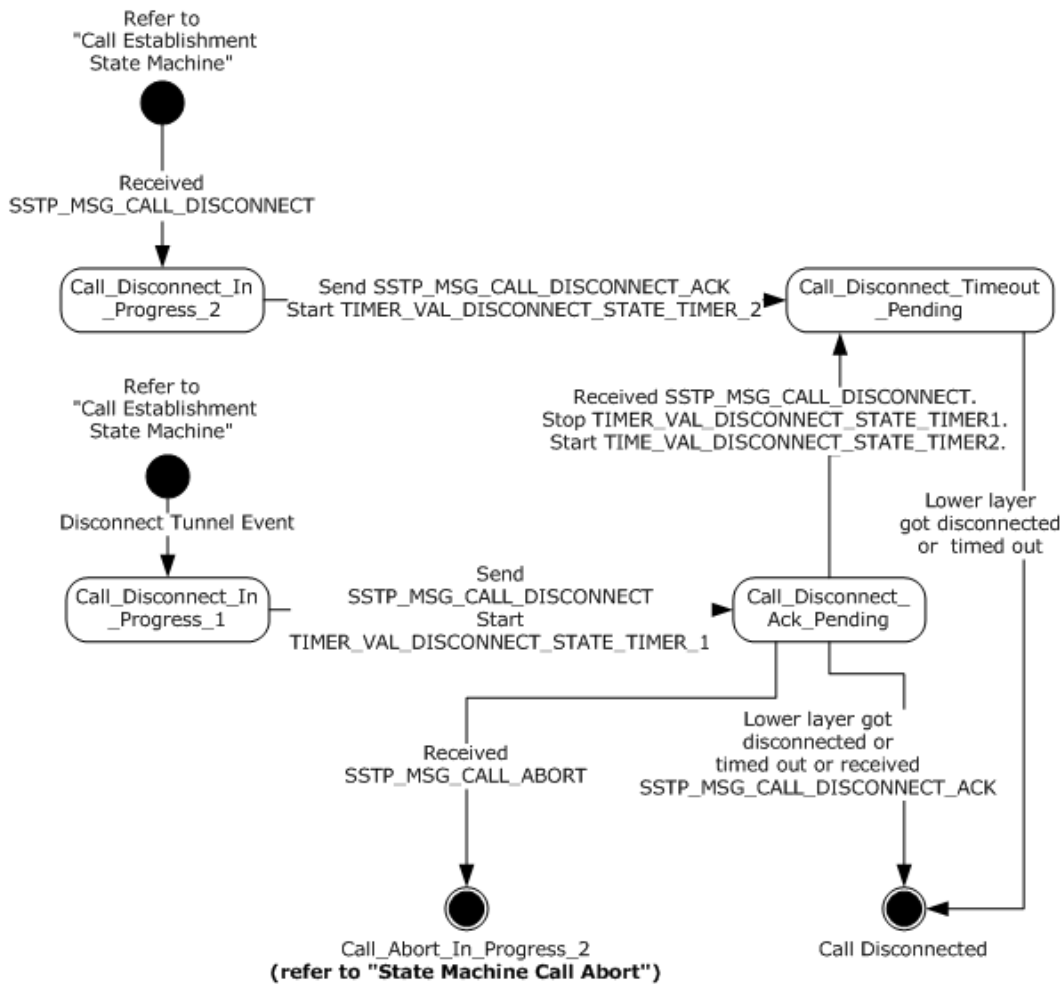 Refer to
"Call Establishment
State Machine"
Received
SSTP_MSG_CALL_DISCONNECT
Call_Disconnect_In
_Progress_2
Send SSTP_MSG_CALL_DISCONNECT_ACK
Start TIMER_VAL_DISCONNECT_STATE_TIMER_2
Call_Disconnect_Timeout
_Pending
Refer to
"Call Establishment
State Machine"
Received SSTP_MSG_CALL_DISCONNECT.
Stop TIMER_VAL_DISCONNECT_STATE_TIMER1.
Start TIME_VAL_DISCONNECT_STATE_TIMER2.
Disconnect Tunnel Event
Lower layer
got disconnected
or timed out
Call_Disconnect_In
_Progress_1
Send
SSTP_MSG_CALL_DISCONNECT
Start
TIMER_VAL_DISCONNECT_STATE_TIMER_1
Call_Disconnect_
Ack_Pending
Received
SSTP_MSG_CALL_ABORT
Lower layer got
disconnected or
timed out or received
SSTP_MSG_CALL_DISCONNECT_ACK
Call_Abort_In_Progress_2
(refer to "State Machine Call Abort")
Call Disconnected